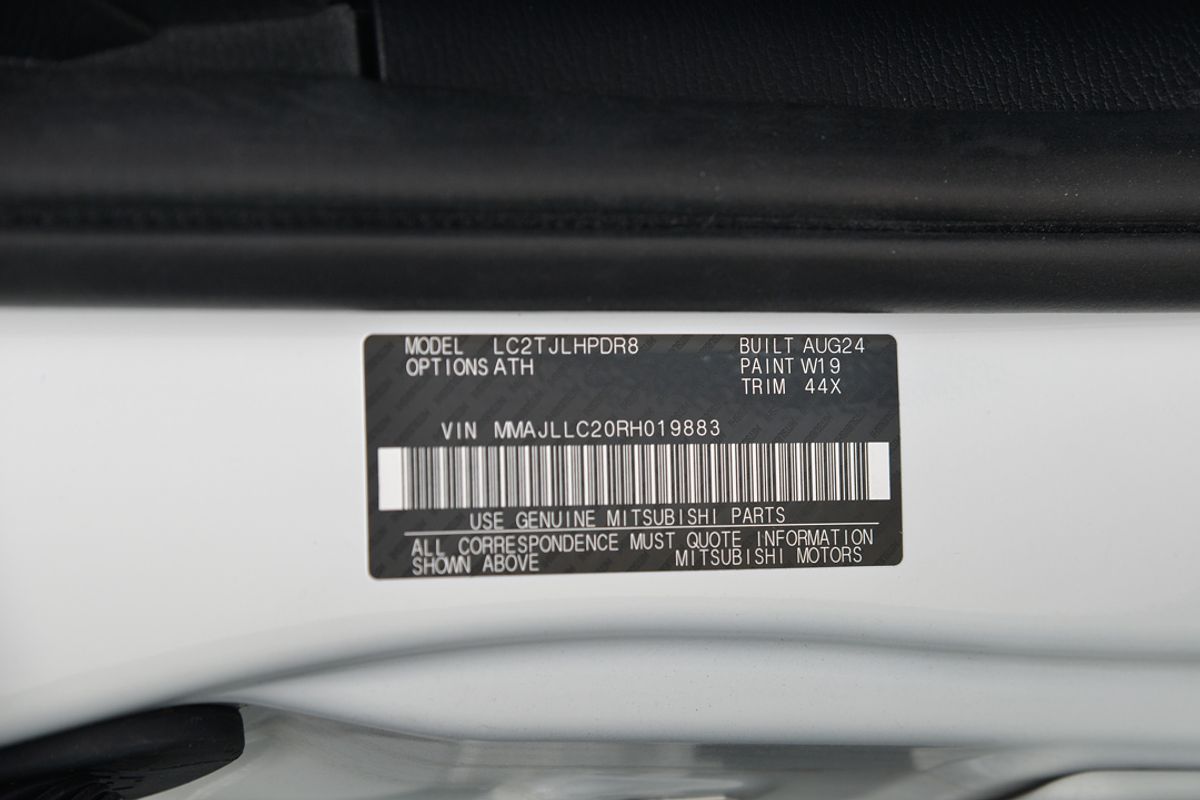 MODEL LC2TJLHPDR8 BUILT AUG24
OPTIONS ATH PAINT W19
TRIM 44X
VIN MMAJLLC20RH019883
USE GENUINE MITSUBISHI PARTS
ALL CORRESPONDENCE MUST QUOTE INFORMATION
SHOWN ABOVE MITSUBISHI MOTORS